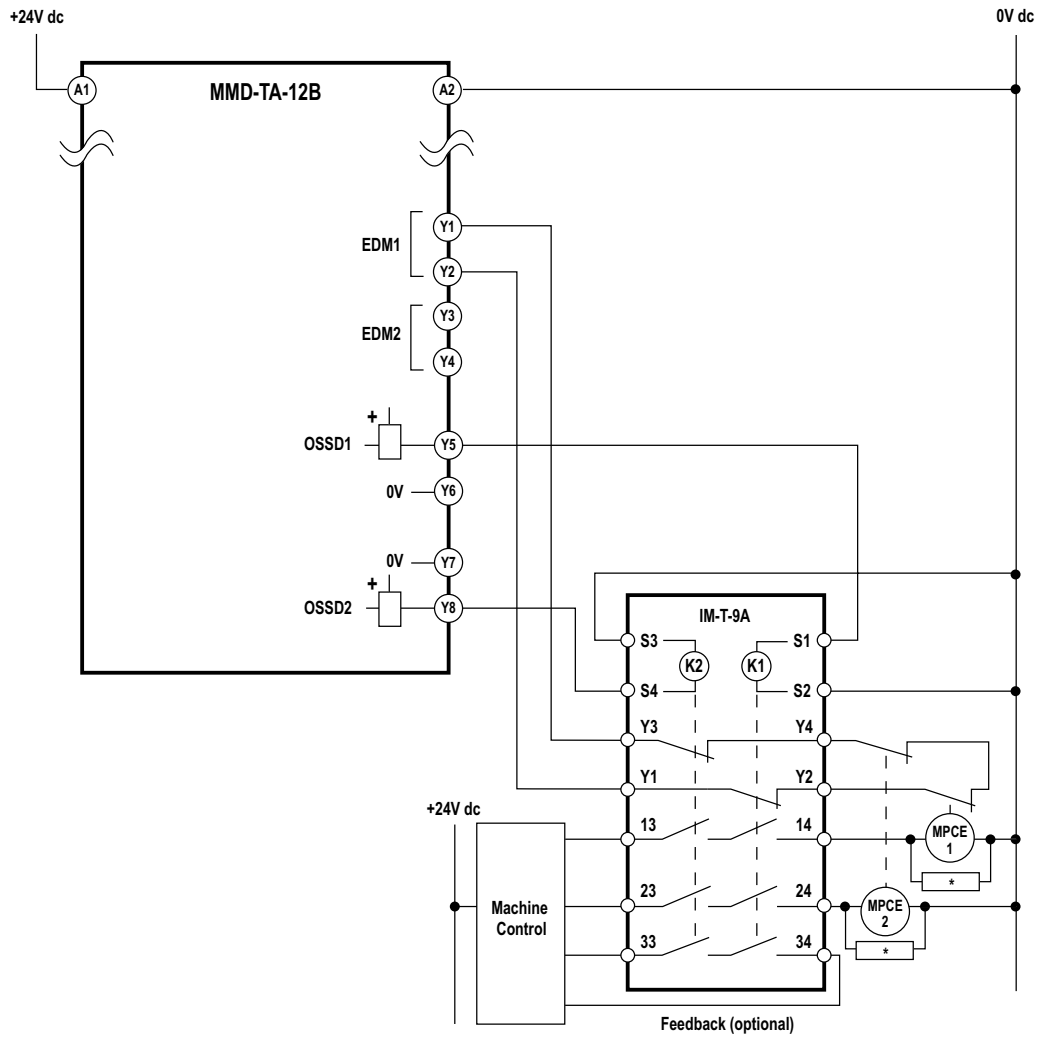 +24V dc
0V dc
A1
MMD-TA-12B
A2
EDM1
Y1
Y2
EDM2
Y3
Y4
+
OSSD1
Y5
0V
Y6
0V
Y7
+
OSSD2
Y8
IM-T-9A
S3
S1
K2
K1
S4
S2
Y3
Y4
Y1
Y2
+24V dc
13
14
MPCE
1
*
23
24
MPCE
2
*
Machine
Control
33
34
Feedback (optional)